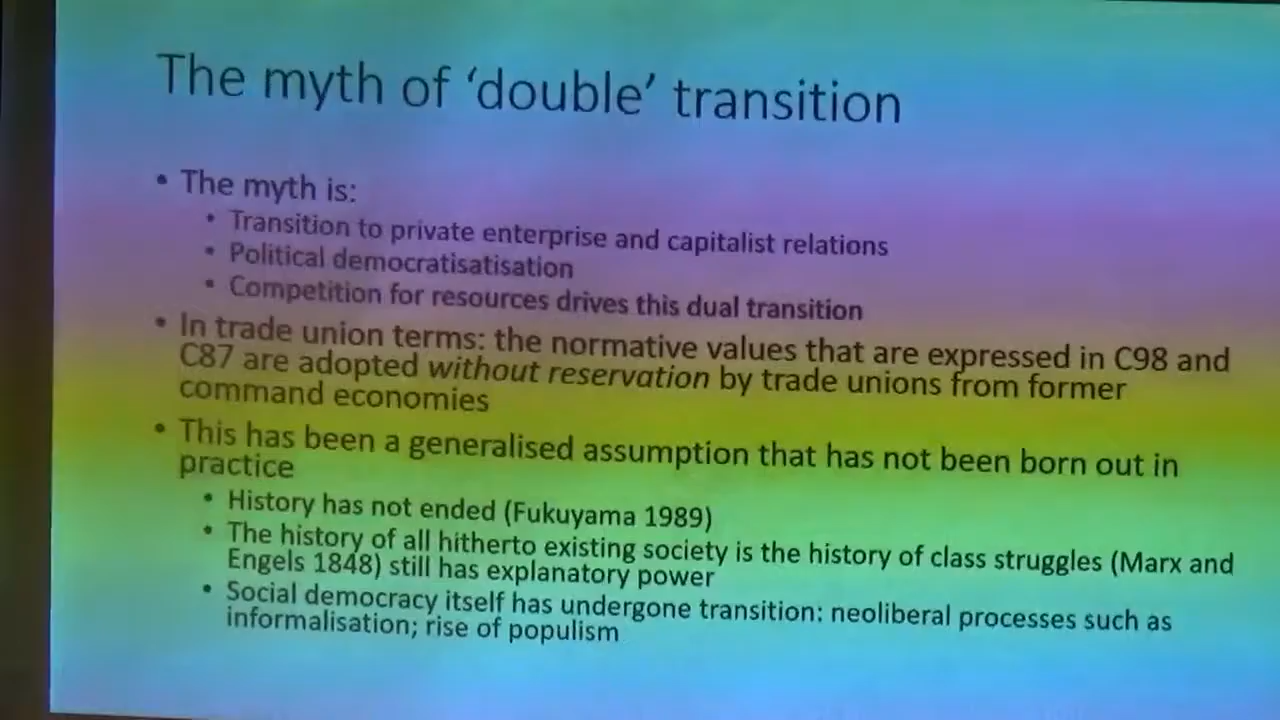 The myth of ‘double’ transition
• The myth is:
• Transition to private enterprise and capitalist relations
• Political democratisatisation
• Competition for resources drives this dual transition
• In trade union terms: the normative values that are expressed in C98 and
C87 are adopted without reservation by trade unions from former
command economies
• This has been a generalised assumption that has not been born out in
practice
• History has not ended (Fukuyama 1989)
• The history of all hitherto existing society is the history of class struggles (Marx and
Engels 1848) still has explanatory power
• Social democracy itself has undergone transition: neoliberal processes such as
informalisation; rise of populism